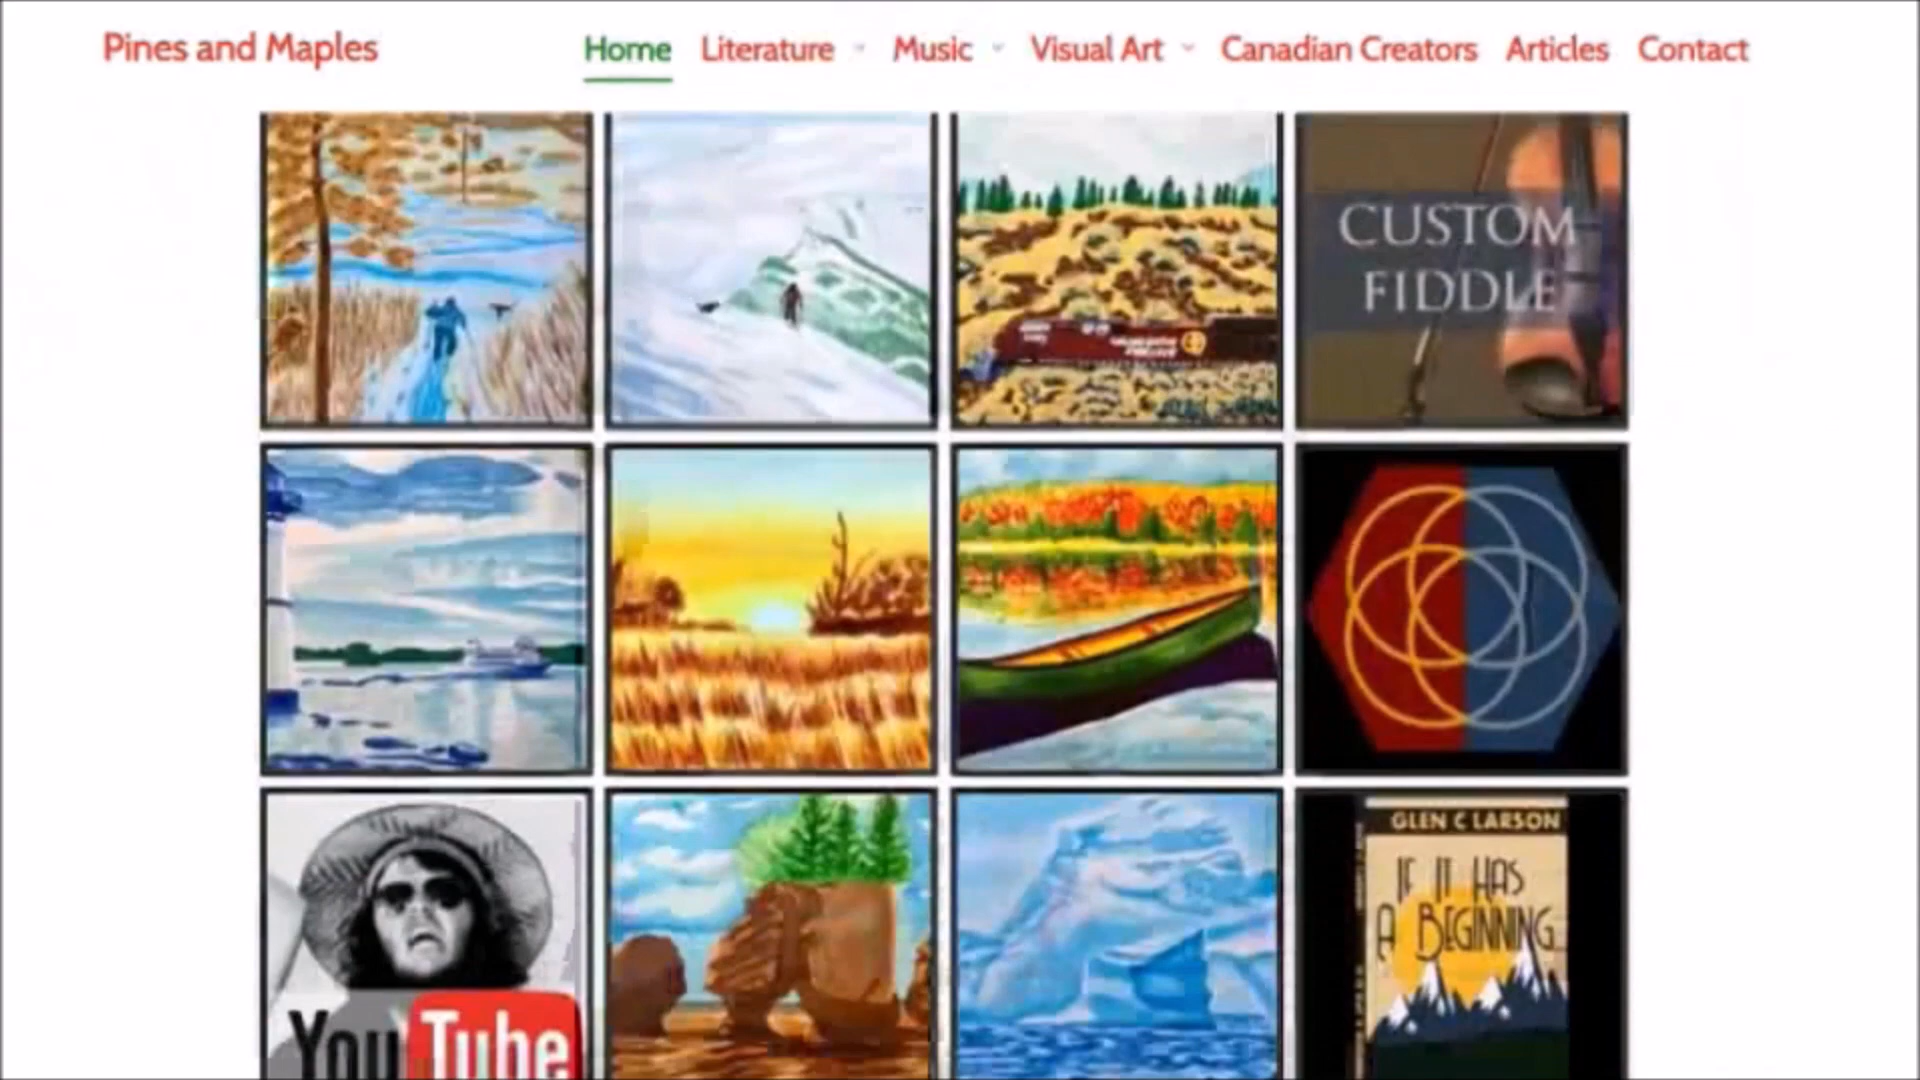 Pines and Maples
Home Literature Music Visual Art Canadian Creators Articles Contact
CUSTOM
FIDDLE
YouTube
GLEN C LARSON
IF IT HAS
A BEGINNING